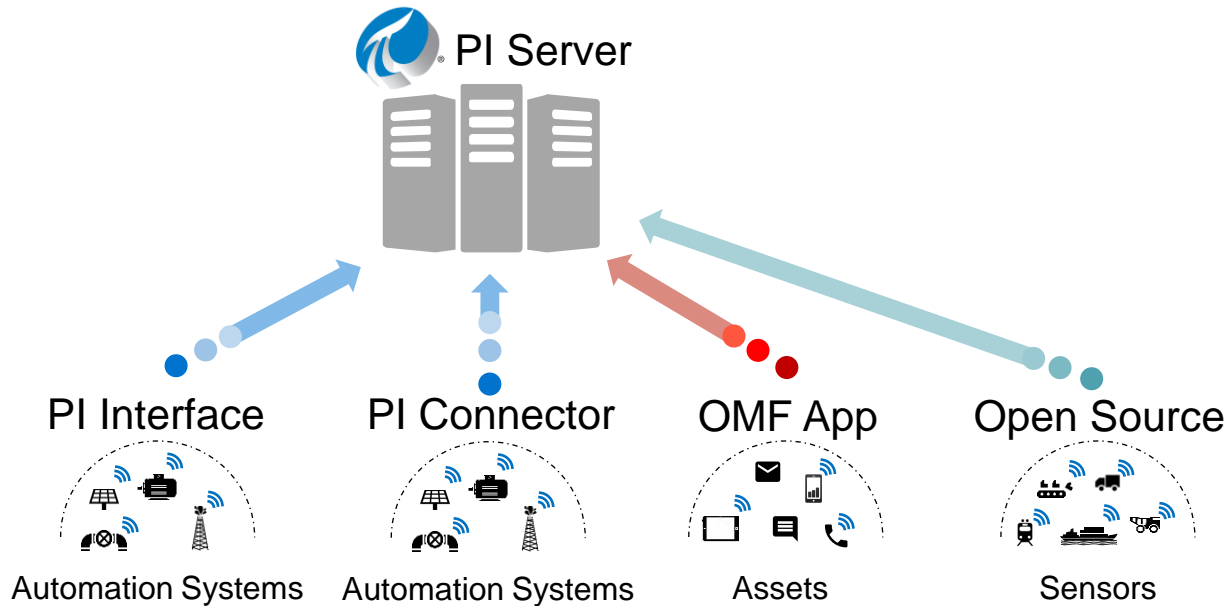 ® PI Server
PI Interface
PI Connector
OMF App
Open Source
Automation Systems
Automation Systems
Assets
Sensors